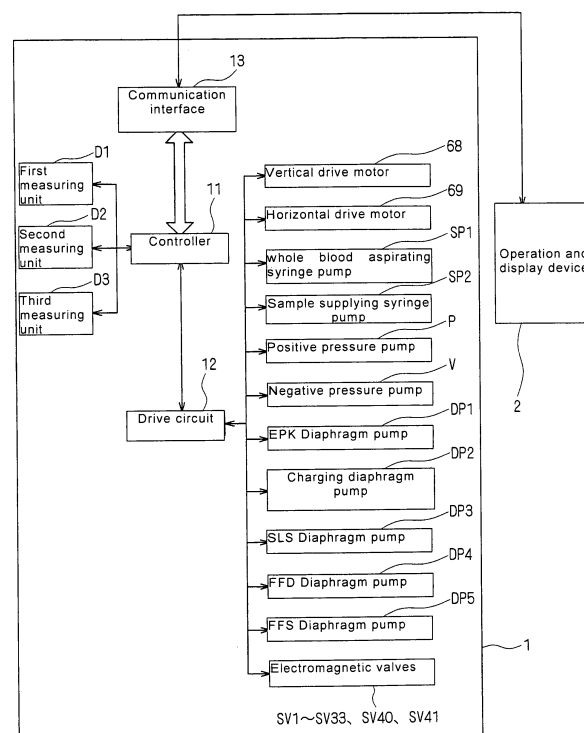 13
Communication
interface
D1
First
measuring
unit
D2
Second
measuring
unit
D3
Third
measuring
unit
11
Controller
12
Drive circuit
68
Vertical drive motor
69
Horizontal drive motor
SP1
whole blood aspirating
syringe pump
SP2
Sample supplying syringe
pump
P
Positive pressure pump
V
Negative pressure pump
DP1
EPK Diaphragm pump
DP2
Charging diaphragm
pump
DP3
SLS Diaphragm pump
DP4
FFD Diaphragm pump
DP5
FFS Diaphragm pump
Electromagnetic valves
SV1~SV33、SV40、SV41
Operation and
display device
2
1